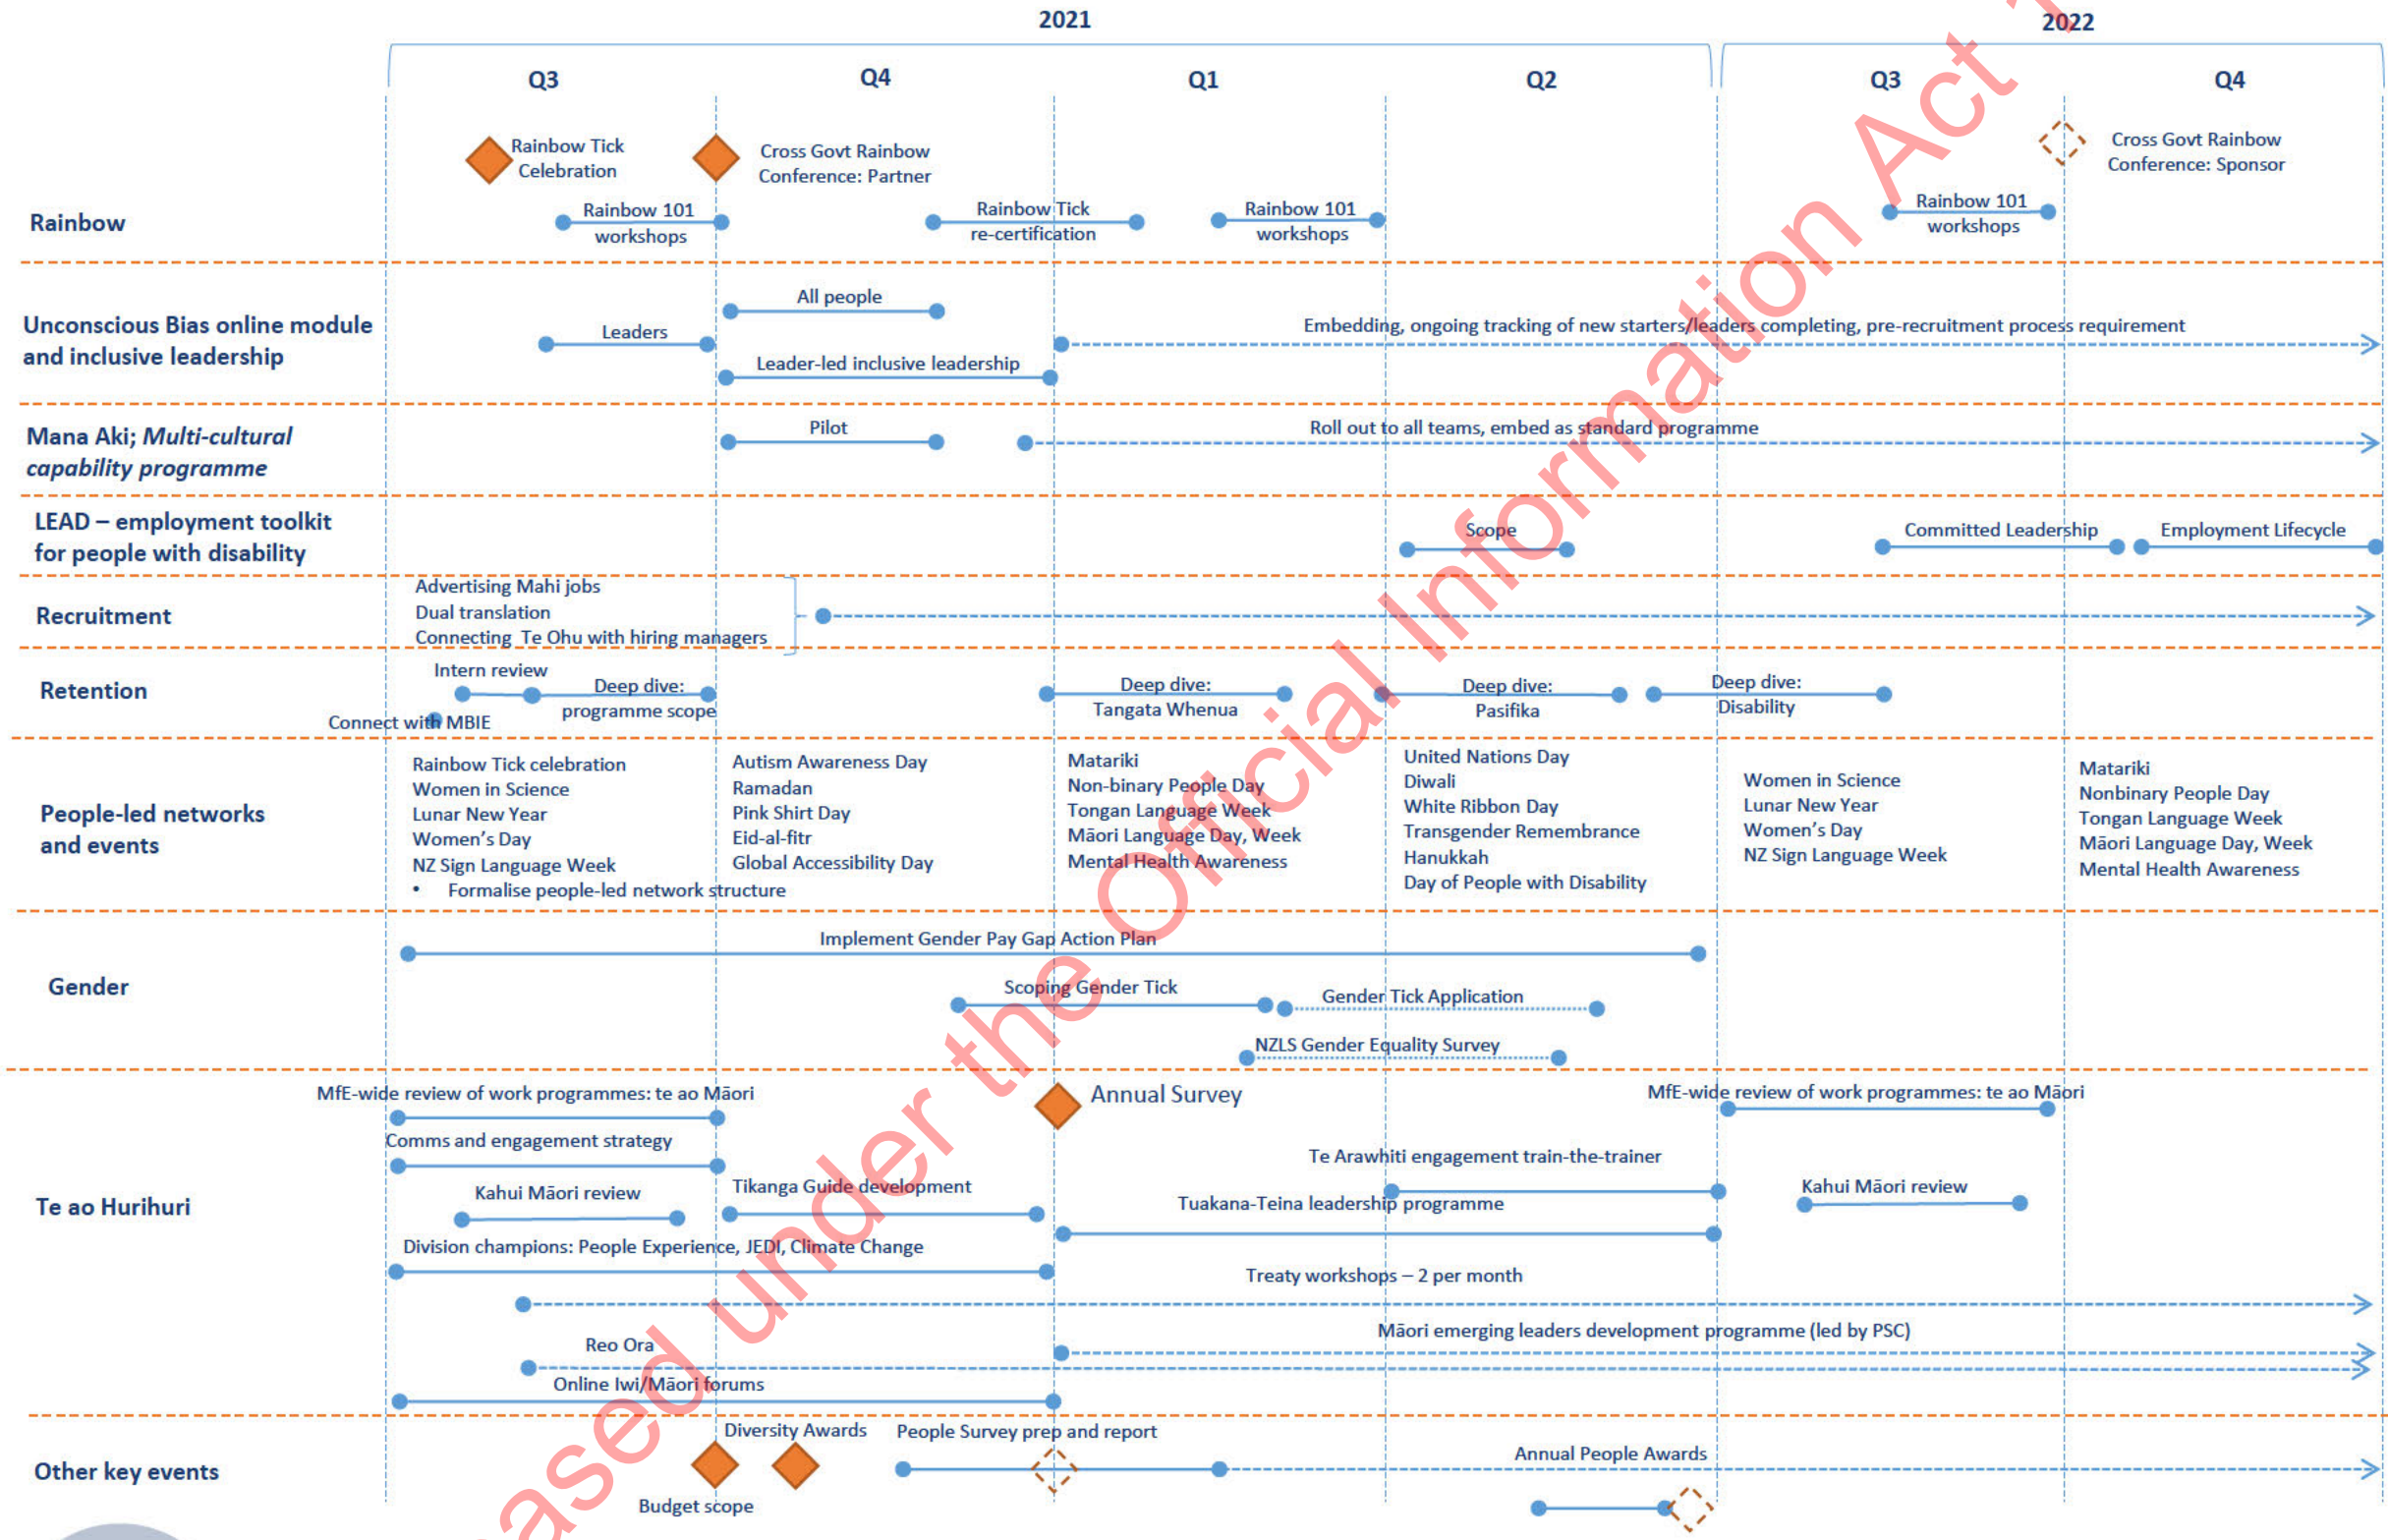 2021
2022
Q3
Q4
Q1
Q2
Q3
Q4
Rainbow
Rainbow Tick
Celebration
Cross Govt Rainbow
Conference: Partner
Cross Govt Rainbow
Conference: Sponsor
Rainbow 101
workshops
Rainbow Tick
re-certification
Rainbow 101
workshops
Rainbow 101
workshops
Unconscious Bias online module
and inclusive leadership
Leaders
All people
Leader-led inclusive leadership
Embedding, ongoing tracking of new starters/leaders completing, pre-recruitment process requirement
Mana Aki; Multi-cultural
capability programme
Pilot
Roll out to all teams, embed as standard programme
LEAD – employment toolkit
for people with disability
Scope
Committed Leadership
Employment Lifecycle
Recruitment
Advertising Mahi jobs
Dual translation
Connecting Te Ohu with hiring managers
Retention
Intern review
Connect with MBIE
Deep dive:
programme scope
Deep dive:
Tangata Whenua
Deep dive:
Pasifika
Deep dive:
Disability
People-led networks
and events
Rainbow Tick celebration
Women in Science
Lunar New Year
Women's Day
NZ Sign Language Week
• Formalise people-led network structure
Autism Awareness Day
Ramadan
Pink Shirt Day
Eid-al-fitr
Global Accessibility Day
Matariki
Non-binary People Day
Tongan Language Week
Māori Language Day, Week
Mental Health Awareness
United Nations Day
Diwali
White Ribbon Day
Transgender Remembrance
Hanukkah
Day of People with Disability
Women in Science
Lunar New Year
Women's Day
NZ Sign Language Week
Matariki
Nonbinary People Day
Tongan Language Week
Māori Language Day, Week
Mental Health Awareness
Gender
Implement Gender Pay Gap Action Plan
Scoping Gender Tick
Gender Tick Application
NZLS Gender Equality Survey
Te ao Hurihuri
MfE-wide review of work programmes: te ao Māori
Annual Survey
MfE-wide review of work programmes: te ao Māori
Comms and engagement strategy
Te Arawhiti engagement train-the-trainer
Kahui Māori review
Tikanga Guide development
Tuakana-Teina leadership programme
Kahui Māori review
Division champions: People Experience, JEDI, Climate Change
Treaty workshops – 2 per month
Reo Ora
Māori emerging leaders development programme (led by PSC)
Online Iwi/Māori forums
Other key events
Diversity Awards
People Survey prep and report
Annual People Awards
Budget scope
under the Official Information Act